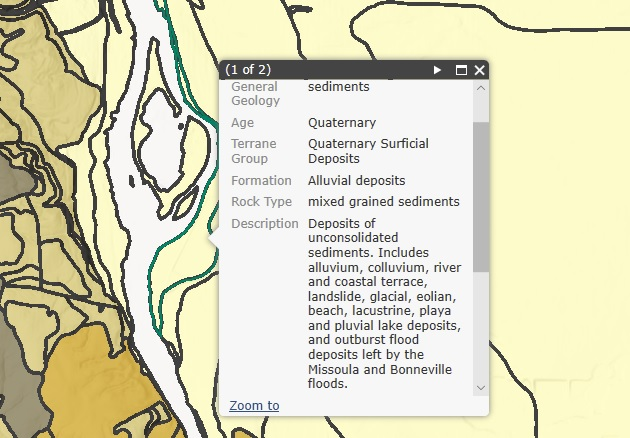 (1 of 2)
General sediments
Geology
Age Quaternary
Terrane Quaternary Surficial
Group Deposits
Formation Alluvial deposits
Rock Type mixed grained sediments
Description Deposits of
unconsolidated
sediments. Includes
alluvium, colluvium, river
and coastal terrace,
landslide, glacial, eolian,
beach, lacustrine, playa
and pluvial lake deposits,
and outburst flood
deposits left by the
Missoula and Bonneville
floods.
Zoom to